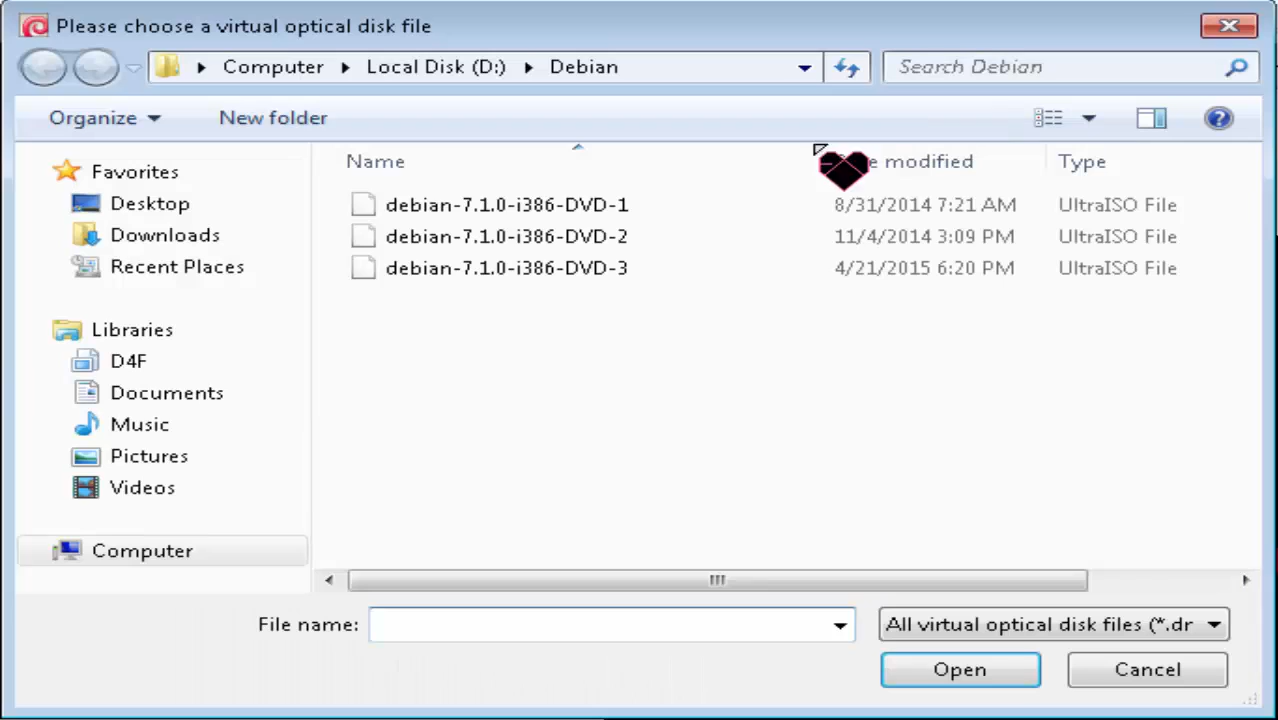 Please choose a virtual optical disk file
Computer Local Disk (D:) Debian Search Debian
Organize New folder
Name modified Type
Favorites
Desktop
Downloads
Recent Places
Libraries
D4F
Documents
Music
Pictures
Videos
Computer
debian-7.1.0-i386-DVD-1 8/31/2014 7:21 AM UltraISO File
debian-7.1.0-i386-DVD-2 11/4/2014 3:09 PM UltraISO File
debian-7.1.0-i386-DVD-3 4/21/2015 6:20 PM UltraISO File
File name: All virtual optical disk files (*.dr
Open Cancel